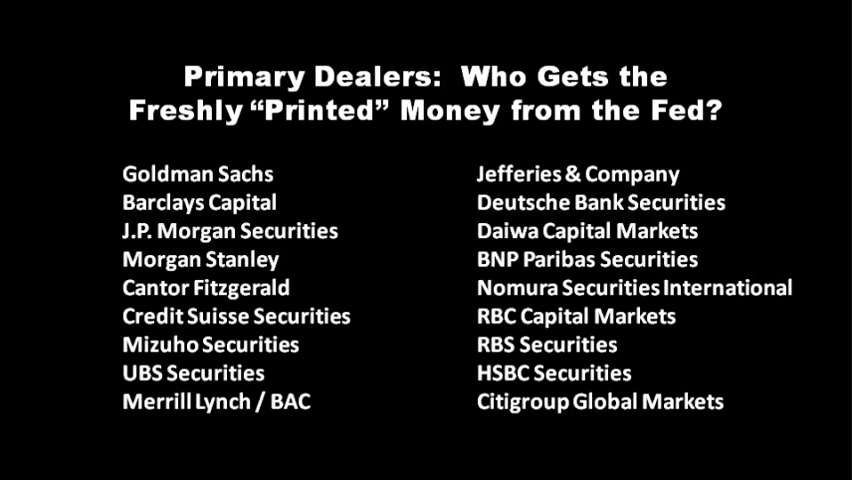 Primary Dealers: Who Gets the
Freshly “Printed” Money from the Fed?
Goldman Sachs
Barclays Capital
J.P. Morgan Securities
Morgan Stanley
Cantor Fitzgerald
Credit Suisse Securities
Mizuho Securities
UBS Securities
Merrill Lynch / BAC
Jefferies & Company
Deutsche Bank Securities
Daiwa Capital Markets
BNP Paribas Securities
Nomura Securities International
RBC Capital Markets
RBS Securities
HSBC Securities
Citigroup Global Markets